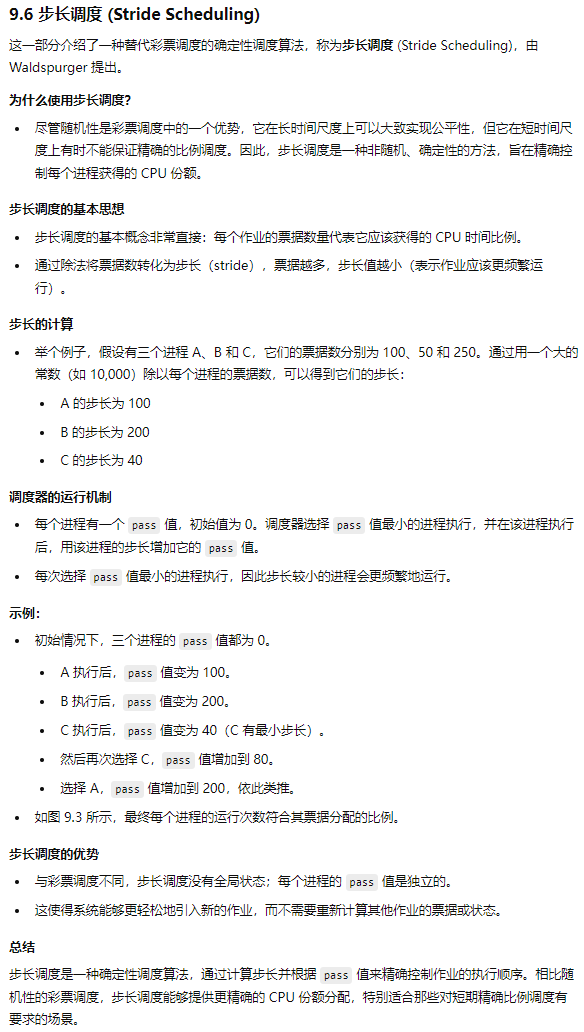 9.6 步长调度 (Stride Scheduling)
这一部分介绍了一种替代彩票调度的确定性调度算法，称为步长调度 (Stride Scheduling)，由
Waldspurger 提出。
为什么使用步长调度？
• 尽管随机性是彩票调度中的一个优势，它在长时间尺度上可以大致实现公平性，但它在短时间尺
度上有时不能保证精确的比例调度。因此，步长调度是一种非随机、确定性的方法，旨在精确控
制每个进程获得的 CPU 份额。
步长调度的基本思想
• 步长调度的基本概念非常直接：每个作业的票据数量代表它应该获得的 CPU 时间比例。
• 通过除法将票据数转化为步长（stride），票据越多，步长值越小（表示作业应该更频繁运
行）。
步长的计算
• 举个例子，假设有三个进程 A、B 和 C，它们的票据数分别为 100、50 和 250。通过用一个大的
常数（如 10,000）除以每个进程的票据数，可以得到它们的步长：
• A 的步长为 100
• B 的步长为 200
• C 的步长为 40
调度器的运行机制
• 每个进程有一个 pass 值，初始值为 0。调度器选择 pass 值最小的进程执行，并在该进程执行
后，用该进程的步长增加它的 pass 值。
• 每次选择 pass 值最小的进程执行，因此步长较小的进程会更频繁地运行。
示例：
• 初始情况下，三个进程的 pass 值都为 0。
• A 执行后，pass 值变为 100。
• B 执行后，pass 值变为 200。
• C 执行后，pass 值变为 40（C 有最小步长）。
• 然后再次选择 C，pass 值增加到 80。
• 选择 A，pass 值增加到 200，依此类推。
• 如图 9.3 所示，最终每个进程的运行次数符合其票据分配的比例。
步长调度的优势
• 与彩票调度不同，步长调度没有全局状态；每个进程的 pass 值是独立的。
• 这使得系统能够更轻松地引入新的作业，而不需要重新计算其他作业的票据或状态。
总结
步长调度是一种确定性调度算法，通过计算步长并根据 pass 值来精确控制作业的执行顺序。相比随
机性的彩票调度，步长调度能够提供更精确的 CPU 份额分配，特别适合那些对短期精确比例调度有
要求的场景。